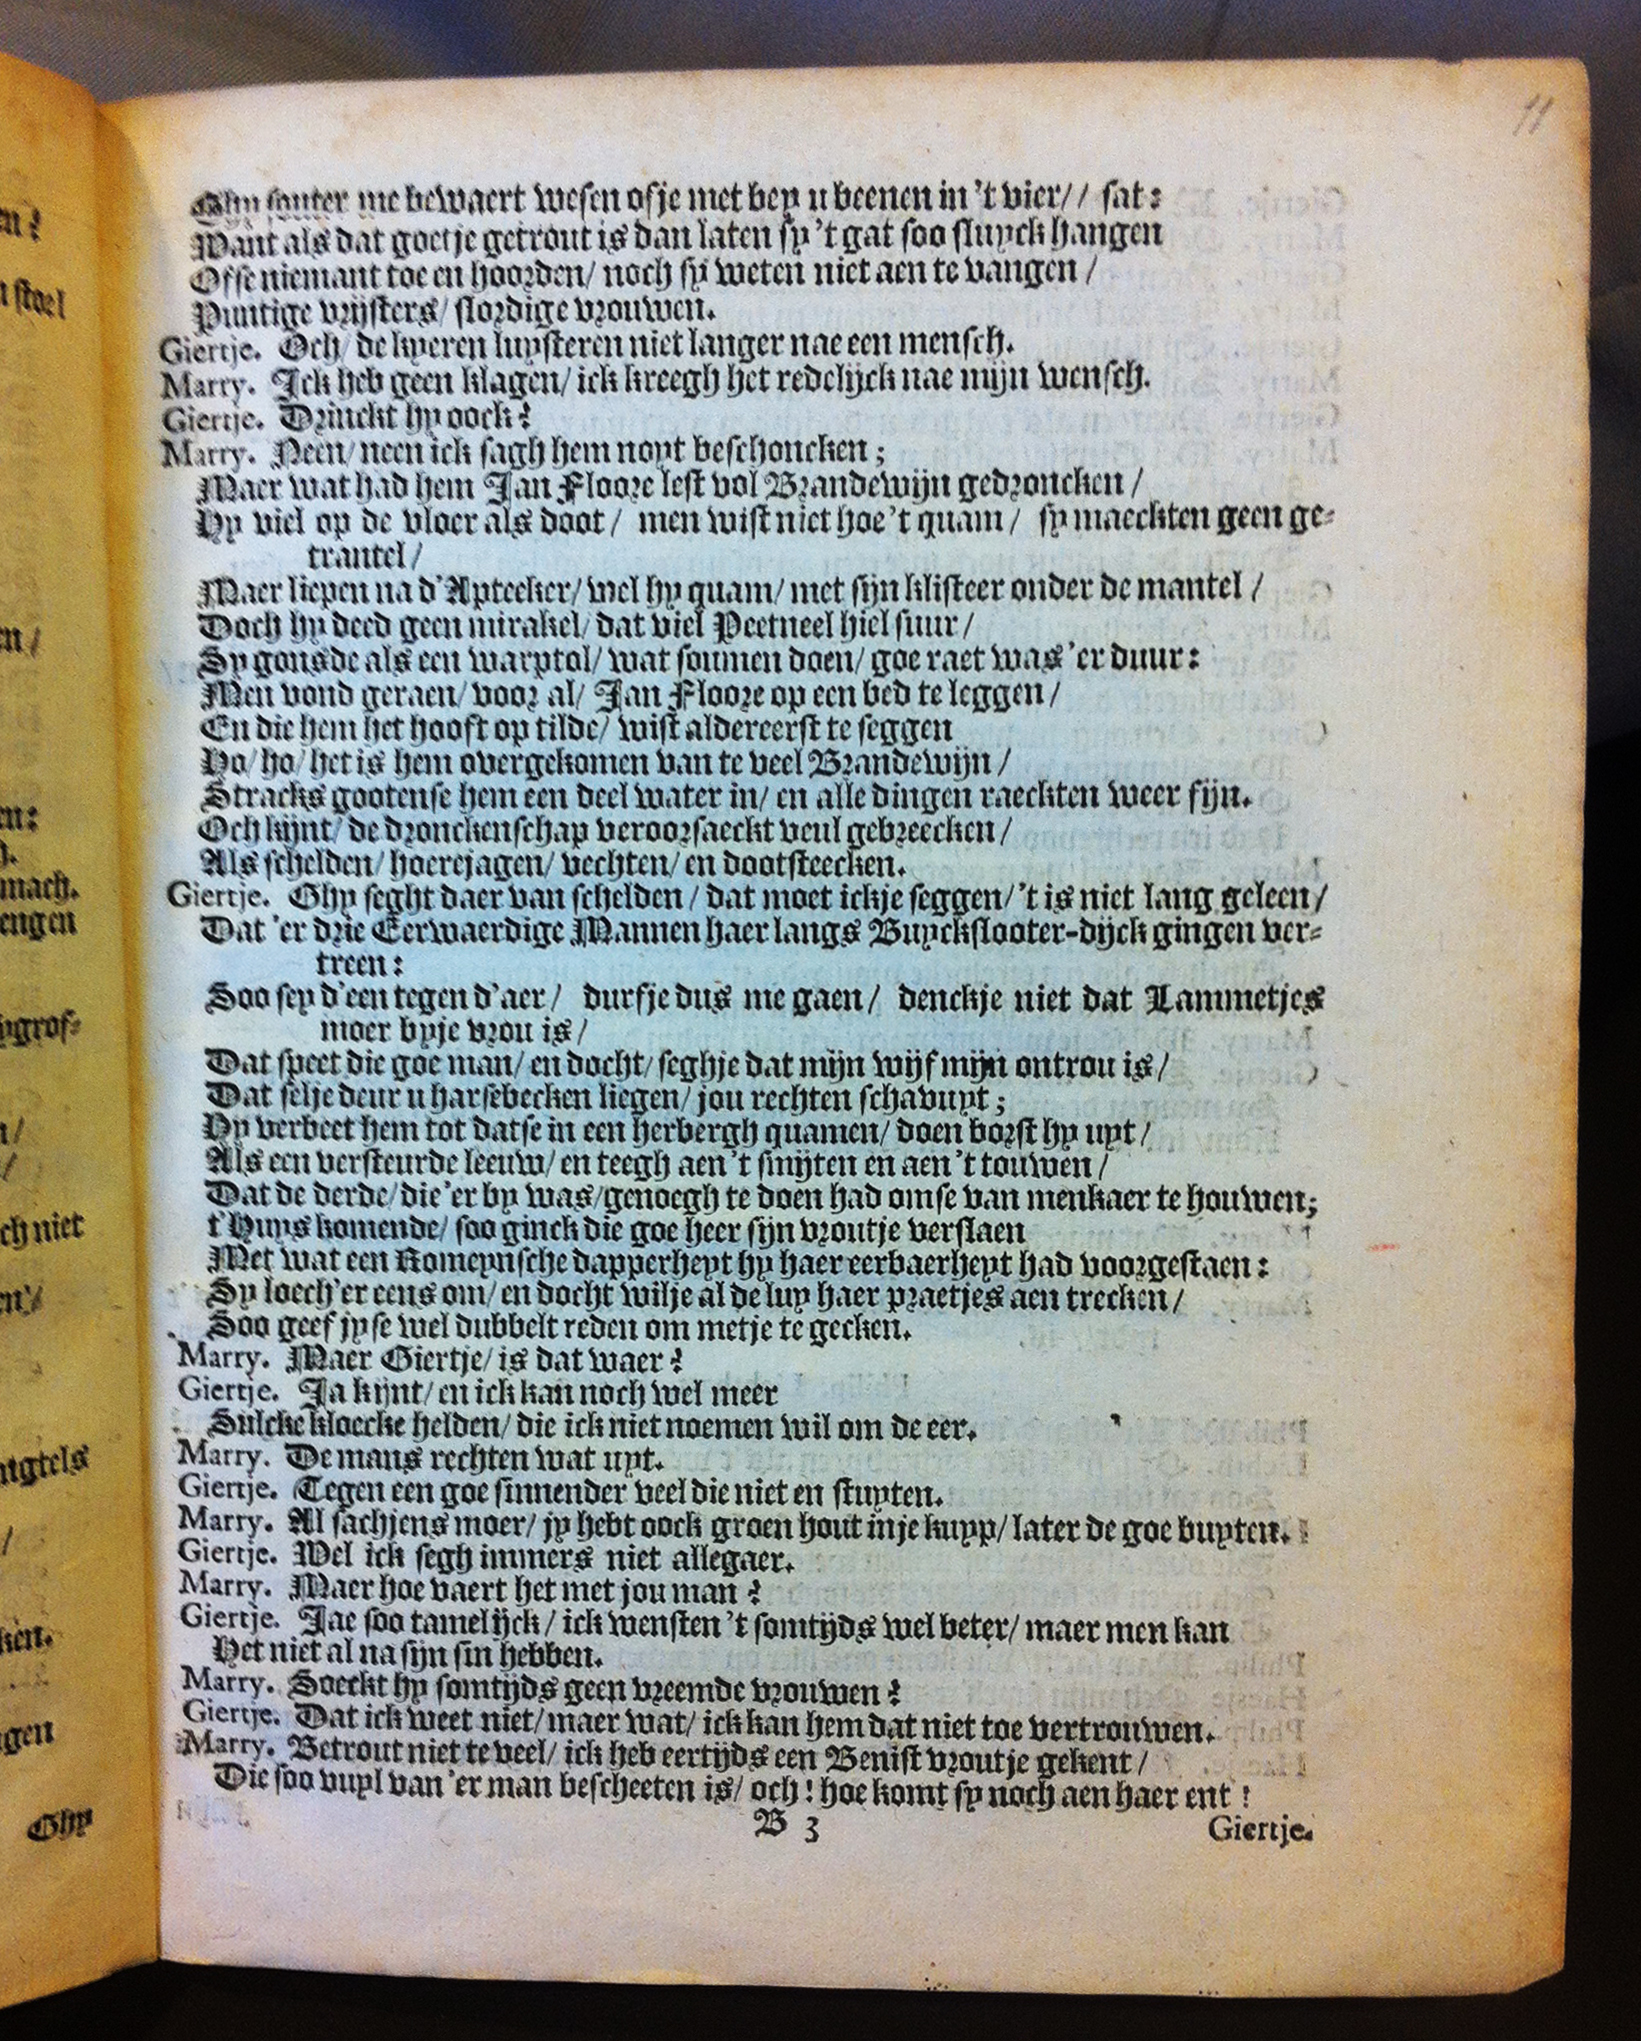 11
Ghy souter me bewaert wesen ofje met bey u beenen in 't vier// sat:
Want als dat goetje getrout is dan laten sy 't gat soo sluyck hangen
Offe niemant toe en hoorden/ noch sy weten niet aen te vangen/
Puntige vrijsters/ slordige vrouwen.
Giertje. Och/ de kyeren luysteren niet langer nae een mensch.
Marry. Ick heb geen klagen/ ick kreegh het redelijck nae mijn wensch.
Giertje. Drinckt hy oock?
Marry. Neen/ neen ick sagh hem noyt beschoncken;
Maer wat had hem Jan Floore lest vol Brandewijn gedroncken/
Hy viel op de vloer als doot/ men wist niet hoe 't quam/ sy maeckten geen ge-
trantel/
Maer liepen na d'Apteeker/ wel hy quam/ met sijn klisteer onder de mantel/
Doch hy deed geen mirakel/ dat viel Peetneel hiel suur/
Sy gonsde als een warptol/ wat soumen doen/ goe raet was 'er duur:
Men vond geraen/ voor al/ Jan Floore op een bed te leggen/
En die hem het hooft op tilde/ wist aldereerst te seggen
Ho/ ho/ het is hem overgekomen van te veel Brandewijn/
Stracks gootense hem een deel water in/ en alle dingen raeckten weer fijn.
Och kijnt/ de dronckenschap veroorsaeckt veul gebreecken/
Als schelden/ hoerejagen/ vechten/ en dootsteecken.
Giertje. Ghy seght daer van schelden/ dat moet ickje seggen/ 't is niet lang geleen/
Dat 'er drie Eerwaerdige Mannen haer langs Buyckslooter-dijck gingen ver-
treen:
Soo sey d'een tegen d'aer/ durfje dus me gaen/ denckje niet dat Lammetjes
moer byje vrou is/
Dat speet die goe man/ en docht/ seghje dat mijn wijf mijn ontrou is/
Dat selje deur u harsebecken liegen/ jou rechten schavuyt;
Hy verbeet hem tot datse in een herbergh quamen/ doen borst hy uyt/
Als een versteurde leeuw/ en teegh aen 't smijten en aen 't touwen/
Dat de derde/ die 'er by was/ genoegh te doen had omse van menkaer te houwen;
t'Huys komende/ soo ginck die goe heer sijn vroutje verslaen
Met wat een Romeynsche dapperheyt hy haer eerbaerheyt had voorgestaen:
Sy loech'er eens om/ en docht wilje al de luy haer praetjes aen trecken/
Soo geef jyse wel dubbelt reden om metje te gecken.
Marry. Maer Giertje/ is dat waer?
Giertje. Ja kijnt/ en ick kan noch wel meer
Sulcke kloecke helden/ die ick niet noemen wil om de eer.
Marry. De mans rechten wat uyt.
Giertje. Tegen een goe sinnender veel die niet en stuyten.
Marry. Al sachjens moer/ jy hebt oock groen hout in je kuyp/ later de goe buyten.
Giertje. Wel ick segh immers niet allegaer.
Marry. Maer hoe vaert het met jou man?
Giertje. Jae soo tamelijck/ ick wensten 't somtijds wel beter/ maer men kan
Het niet al na sijn sin hebben.
Marry. Soeckt hy somtijds geen vreemde vrouwen?
Giertje. Dat ick weet niet/ maer wat/ ick kan hem dat niet toe vertrouwen.
Marry. Betrout niet te veel/ ick heb eertijds een Benist vroutje gekent/
Die soo vuyl van 'er man bescheeten is/ och! hoe komt sy noch aen haer ent!
B 3
Giertje.